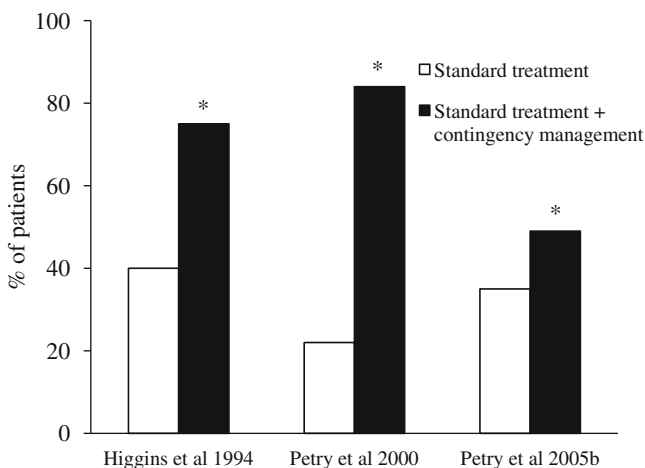 100
80
60
40
20
0
% of patients
Standard treatment
Standard treatment +
contingency management
*
*
*
Higgins et al 1994
Petry et al 2000
Petry et al 2005b